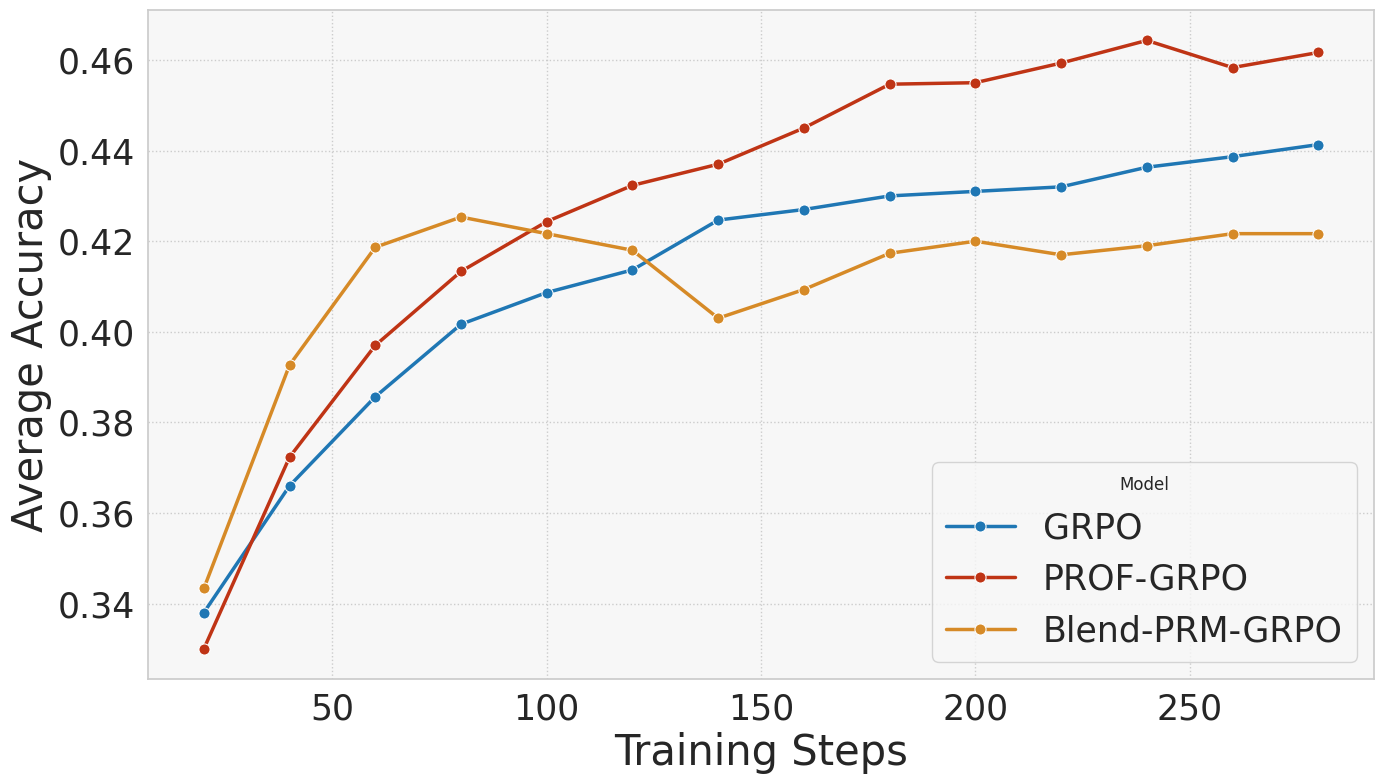 0.46
0.44
0.42
0.40
0.38
0.36
0.34
Average Accuracy
50
100
150
200
250
Training Steps
Model
GRPO
PROF-GRPO
Blend-PRM-GRPO